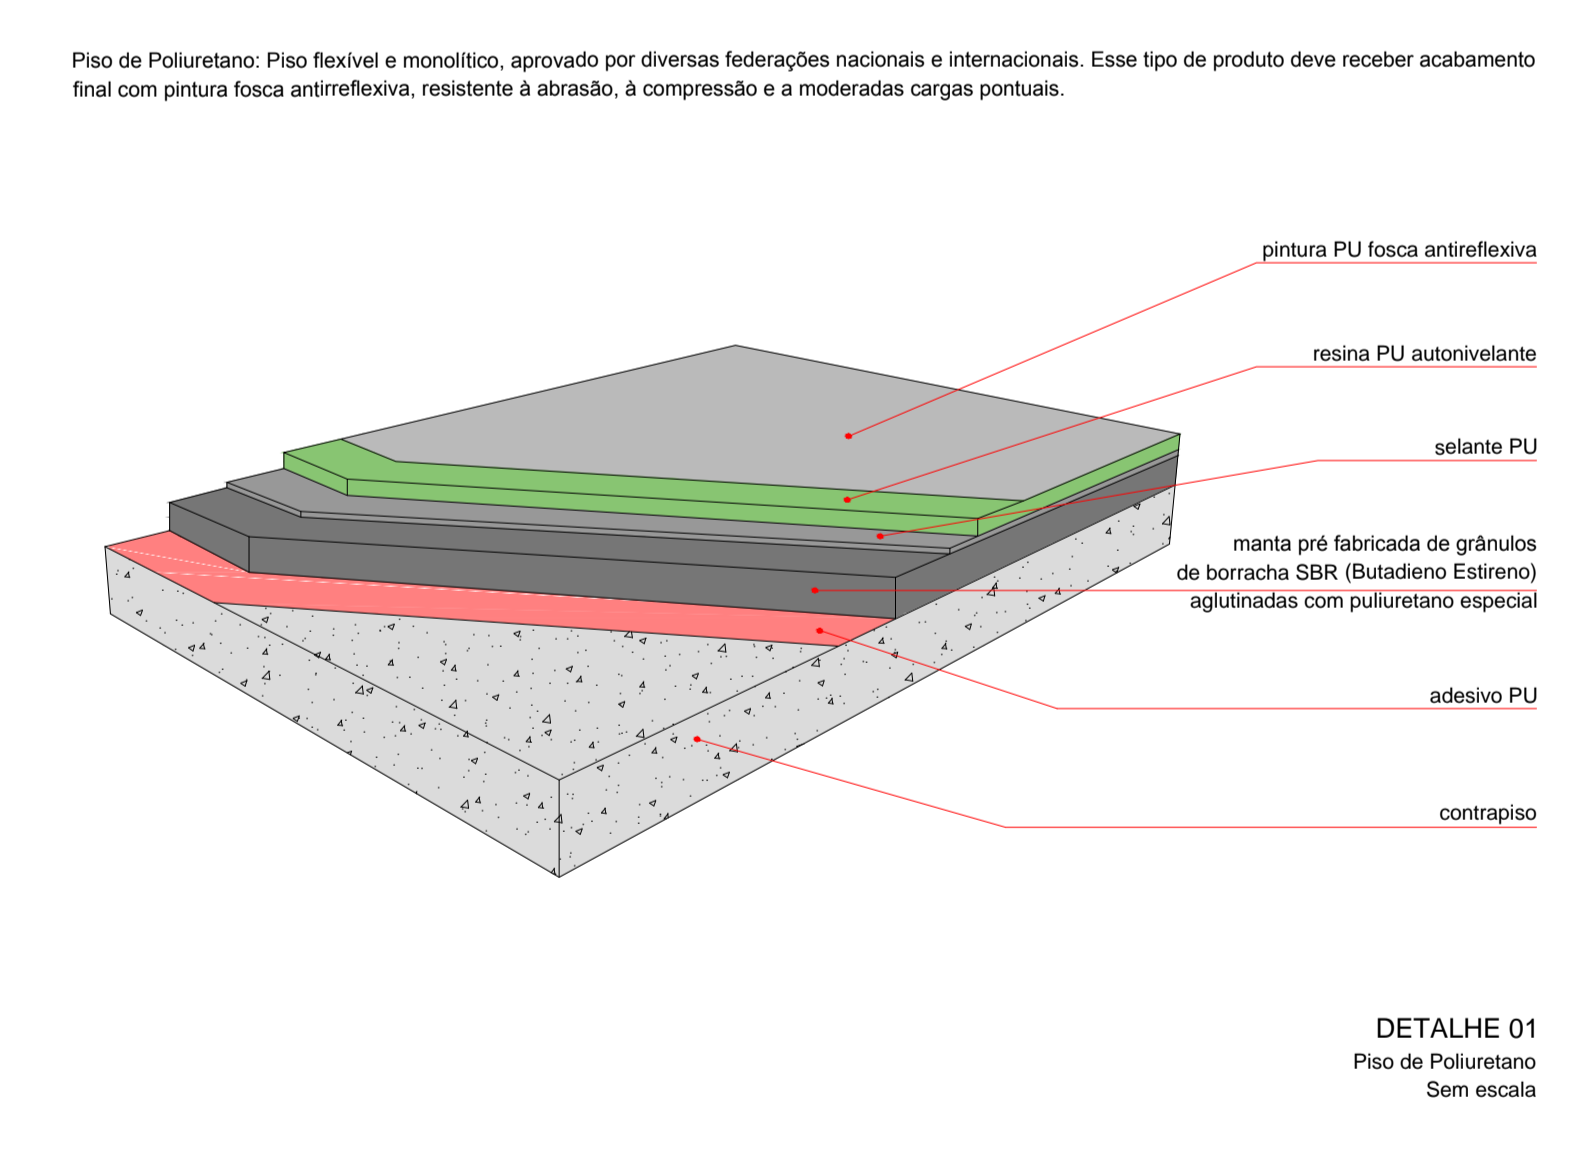 Piso de Poliuretano: Piso flexível e monolítico, aprovado por diversas federações nacionais e internacionais. Esse tipo de produto deve receber acabamento
final com pintura fosca antirreflexiva, resistente à abrasão, à compressão e a moderadas cargas pontuais.
pintura PU fosca antireflexiva
resina PU autonivelante
selante PU
manta pré fabricada de grânulos
de borracha SBR (Butadieno Estireno)
aglutinadas com puliuretano especial
adesivo PU
contrapiso
DETALHE 01
Piso de Poliuretano
Sem escala